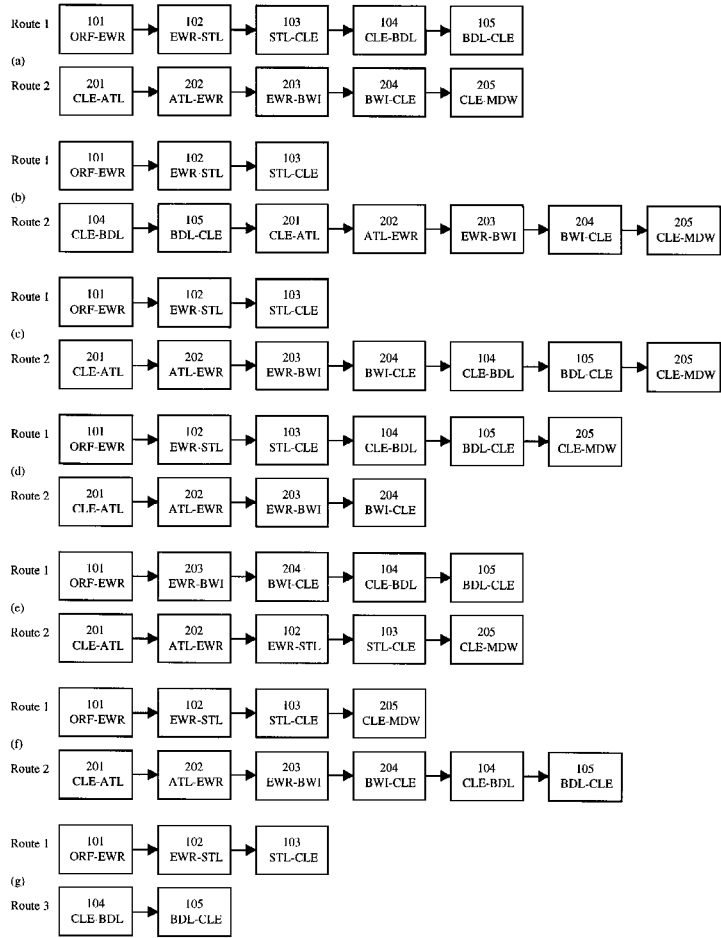 Route 1 101 102 103 104 105
ORF-EWR EWR-STL STL-CLE CLE-BDL BDL-CLE
(a)
Route 2 201 202 203 204 205
CLE-ATL ATL-EWR EWR-BWI BWI-CLE CLE-MDW
Route 1 101 102 103
ORF-EWR EWR-STL STL-CLE
(b)
Route 2 104 105 201 202 203 204 205
CLE-BDL BDL-CLE CLE-ATL ATL-EWR EWR-BWI BWI-CLE CLE-MDW
Route 1 101 102 103
ORF-EWR EWR-STL STL-CLE
(c)
Route 2 201 202 203 204 104 105 205
CLE-ATL ATL-EWR EWR-BWI BWI-CLE CLE-BDL BDL-CLE CLE-MDW
Route 1 101 102 103 104 105 205
ORF-EWR EWR-STL STL-CLE CLE-BDL BDL-CLE CLE-MDW
(d)
Route 2 201 202 203 204
CLE-ATL ATL-EWR EWR-BWI BWI-CLE
Route 1 101 203 204 104 105
ORF-EWR EWR-BWI BWI-CLE CLE-BDL BDL-CLE
(e)
Route 2 201 202 102 103 205
CLE-ATL ATL-EWR EWR-STL STL-CLE CLE-MDW
Route 1 101 102 103 205
ORF-EWR EWR-STL STL-CLE CLE-MDW
(f)
Route 2 201 202 203 204 104 105
CLE-ATL ATL-EWR EWR-BWI BWI-CLE CLE-BDL BDL-CLE
Route 1 101 102 103
ORF-EWR EWR-STL STL-CLE
(g)
Route 3 104 105
CLE-BDL BDL-CLE